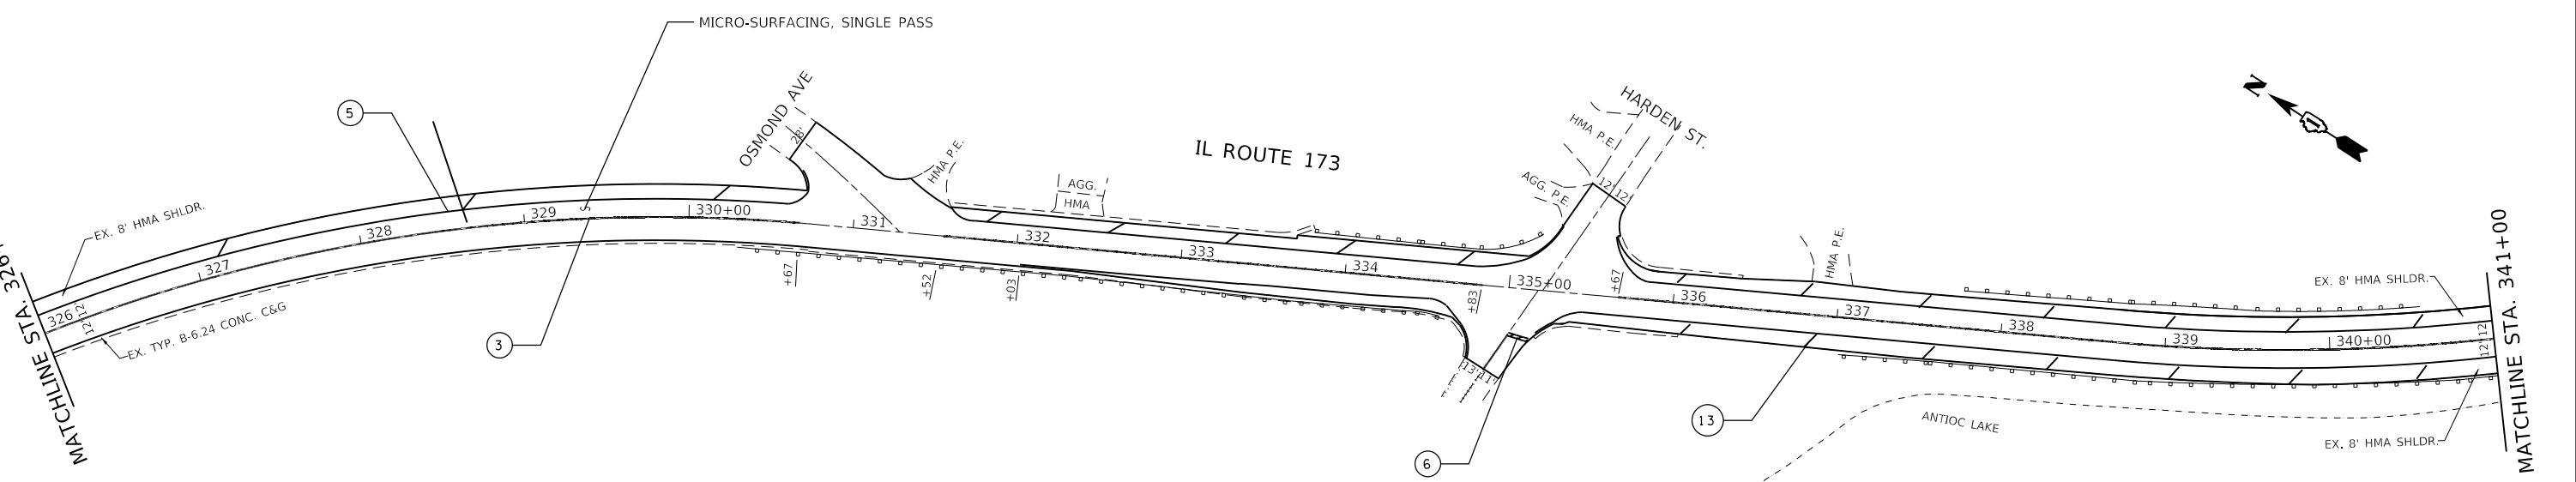 MICRO-SURFACING, SINGLE PASS
5
OSMOND AVE
28'
HARDEN ST.
HMA P.E.
AGG. P.E.
12' 12'
N
IL ROUTE 173
HMA P.E.
AGG.
HMA
EX. 8' HMA SHLDR.
326
327
328
329
330+00
331
332
333
334
335+00
336
337
338
339
340+00
HMA P.E.
EX. 8' HMA SHLDR.
12' 12'
MATCHLINE STA. 341+00
MATCHLINE STA. 326
12' 12'
EX. TYP. B-6.24 CONC. C&G
+67
+52
+03
+83
+67
3
13' 11'
6
13
ANTIOC LAKE
EX. 8' HMA SHLDR.